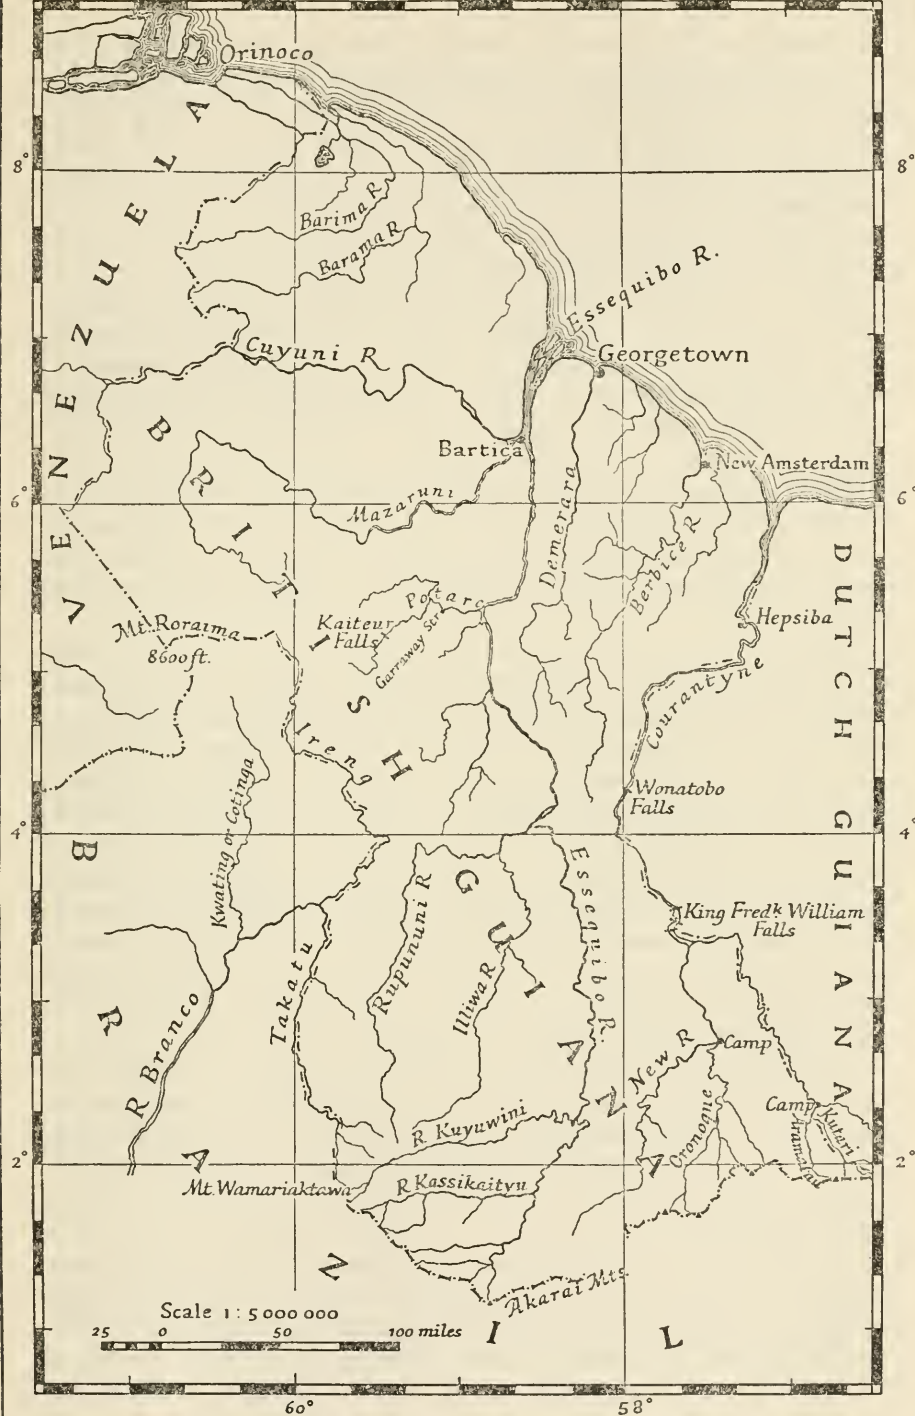 Orinoco
8°
8°
VENEZUELA
Barima R
Barama R
Essequibo R.
Cuyuni R
Georgetown
Bartica
New Amsterdam
6°
6°
Mazaruni
Demerara
Berbice R
BRITISH GUIANA
DUTCH GUIANA
Potaro
Kaiteur
Falls
Garraway Str.
Hepsiba
Mt. Roraima
8600 ft.
Courantyne
Ireng
Kwating or Cotinga
Wonatobo
Falls
4°
4°
BRAZIL
Essequibo R.
Rupununi R
Illiwa R
King Fredk William
Falls
Takatu
R Branco
New R
Camp
Camp
Kutari
Oronoque
R. Kuyuwini
2°
2°
Mt. Wamariaktawa
R Kassikaityu
Akarai Mts.
Scale 1 : 5 000 000
25 0 50 100 miles
60°
58°